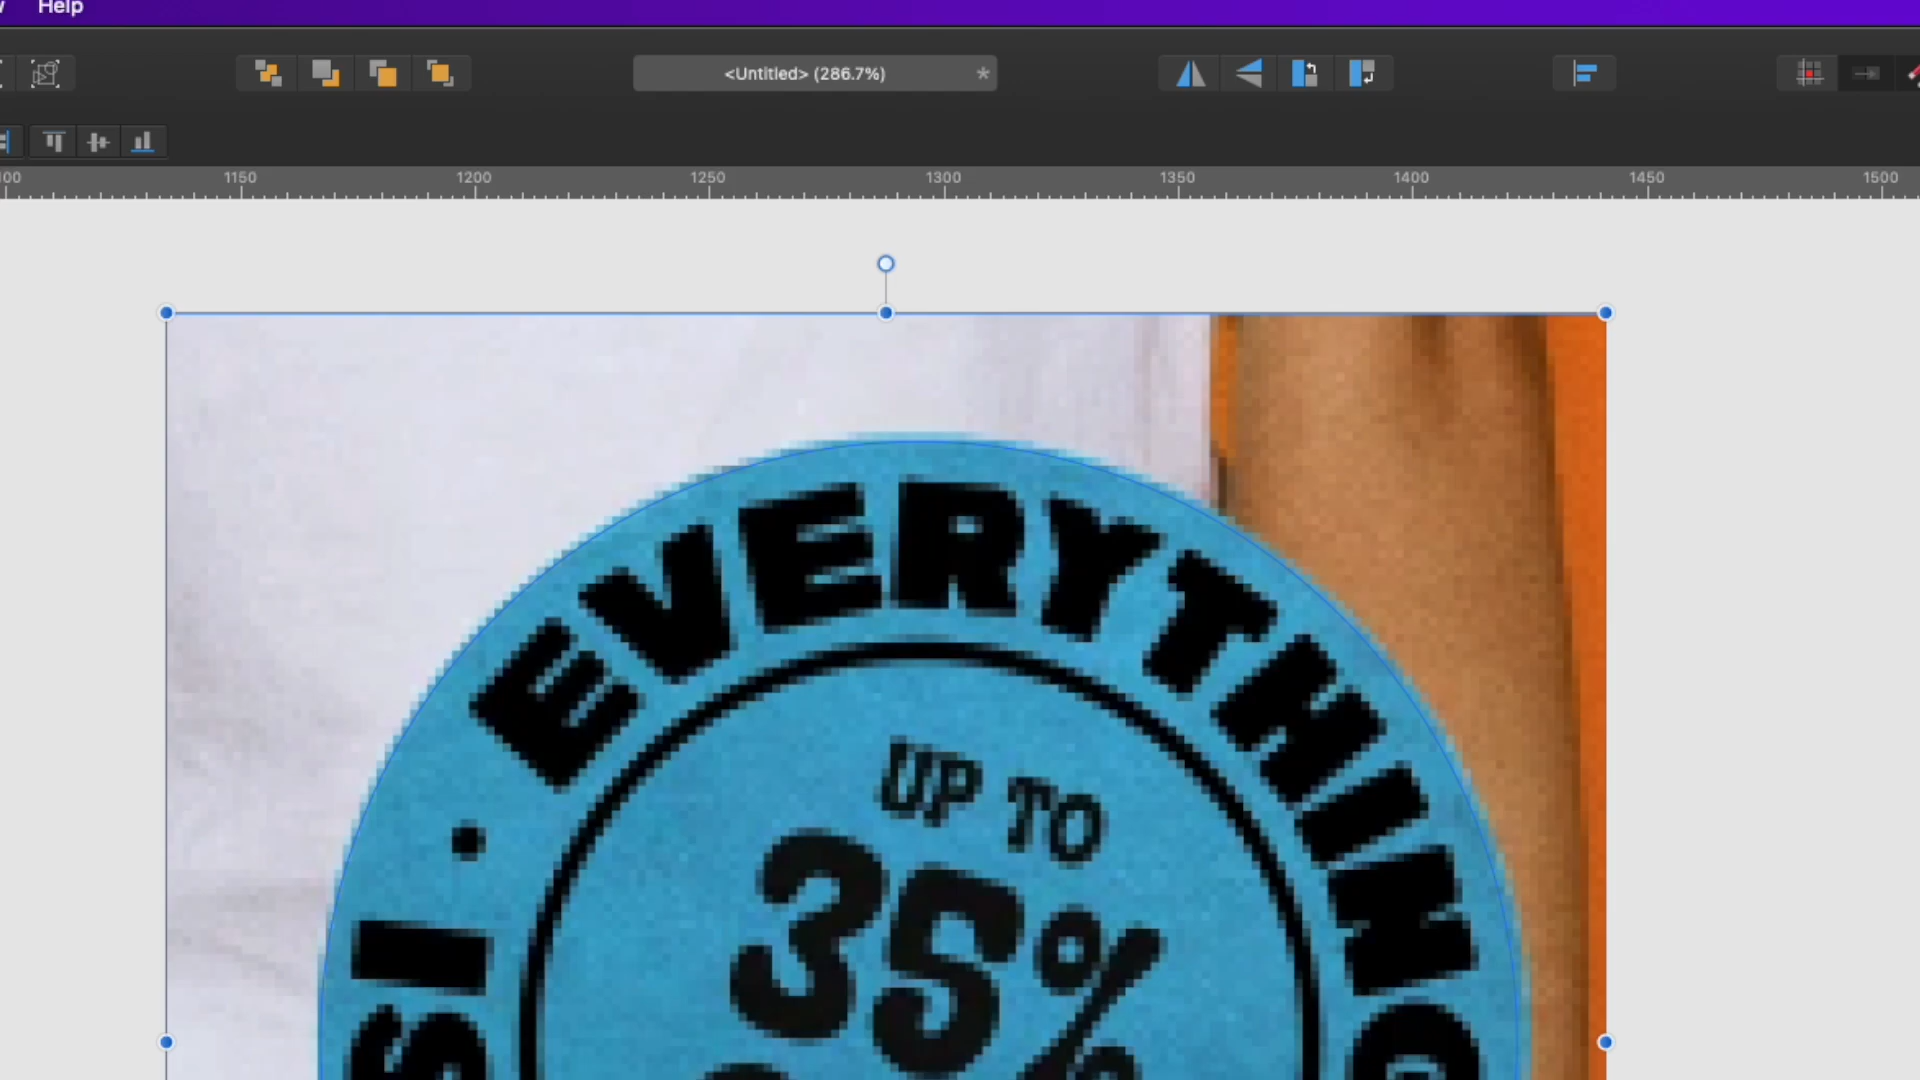 Help
<Untitled> (286.7%) *
1150 1200 1250 1300 1350 1400 1450 1500
• EVERYTHING
UP TO
35%